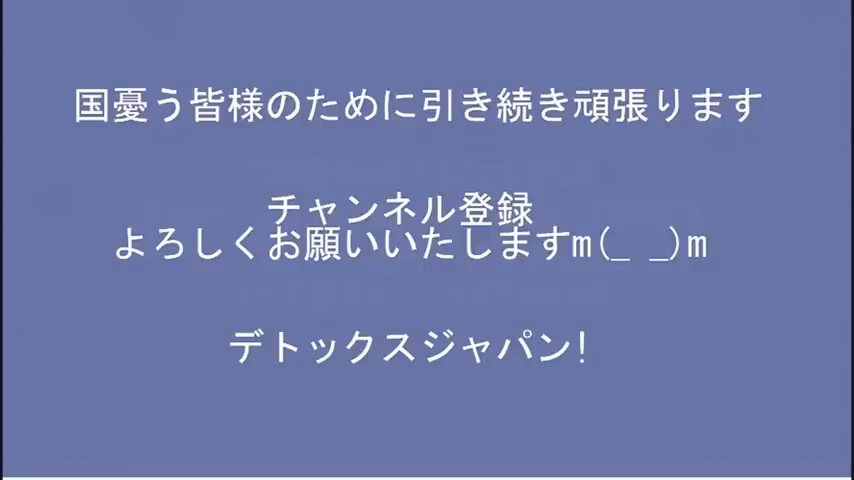 国憂う皆様のために引き続き頑張ります
チャンネル登録
よろしくお願いいたしますm(_ _)m
デトックスジャパン!